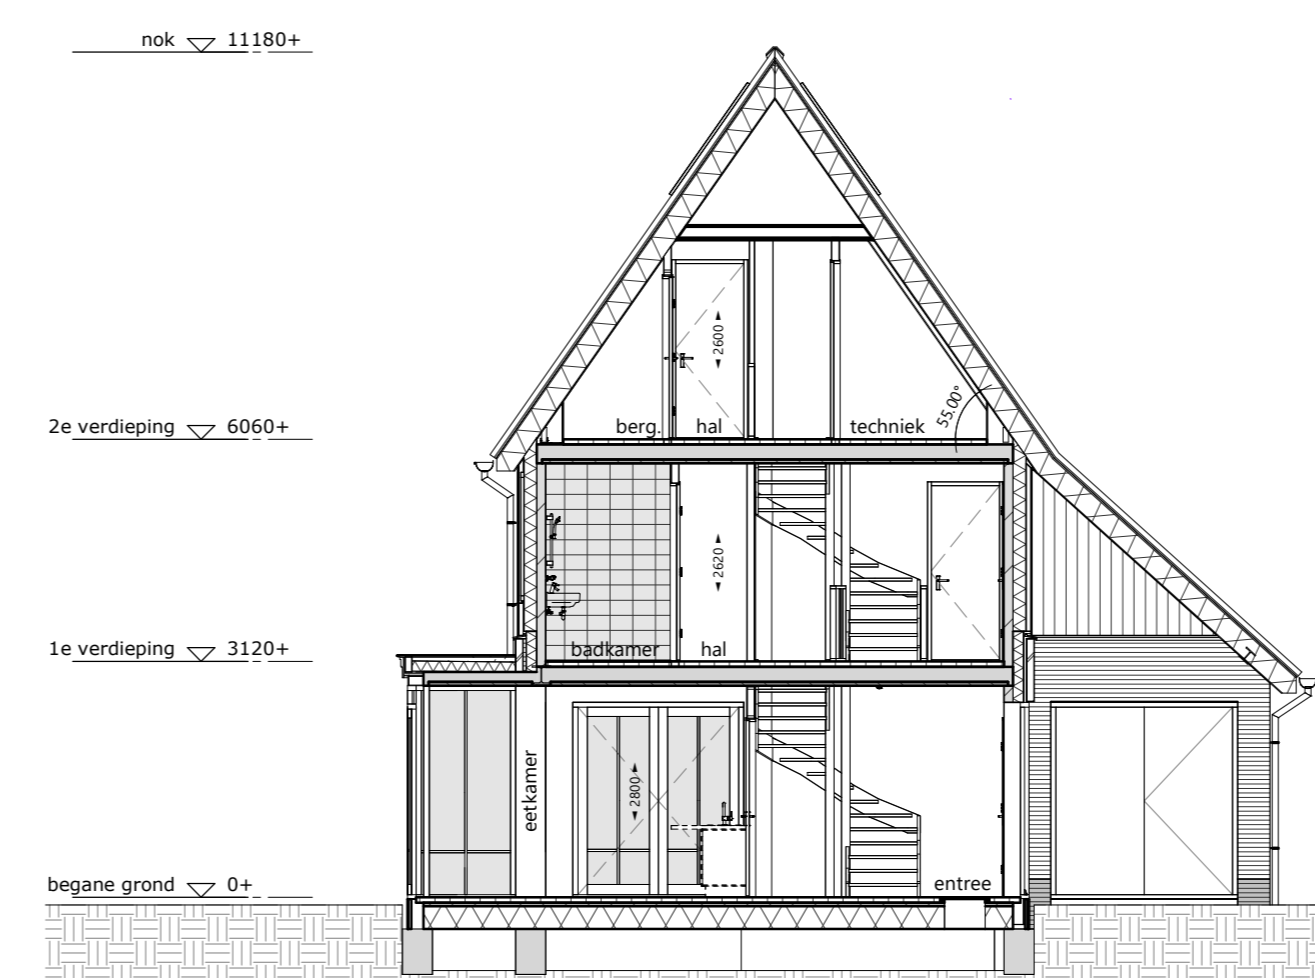 nok 11180+
2600
55.00°
2e verdieping 6060+
berg. hal techniek
2620
1e verdieping 3120+
badkamer hal
eetkamer
2800
begane grond 0+
entree